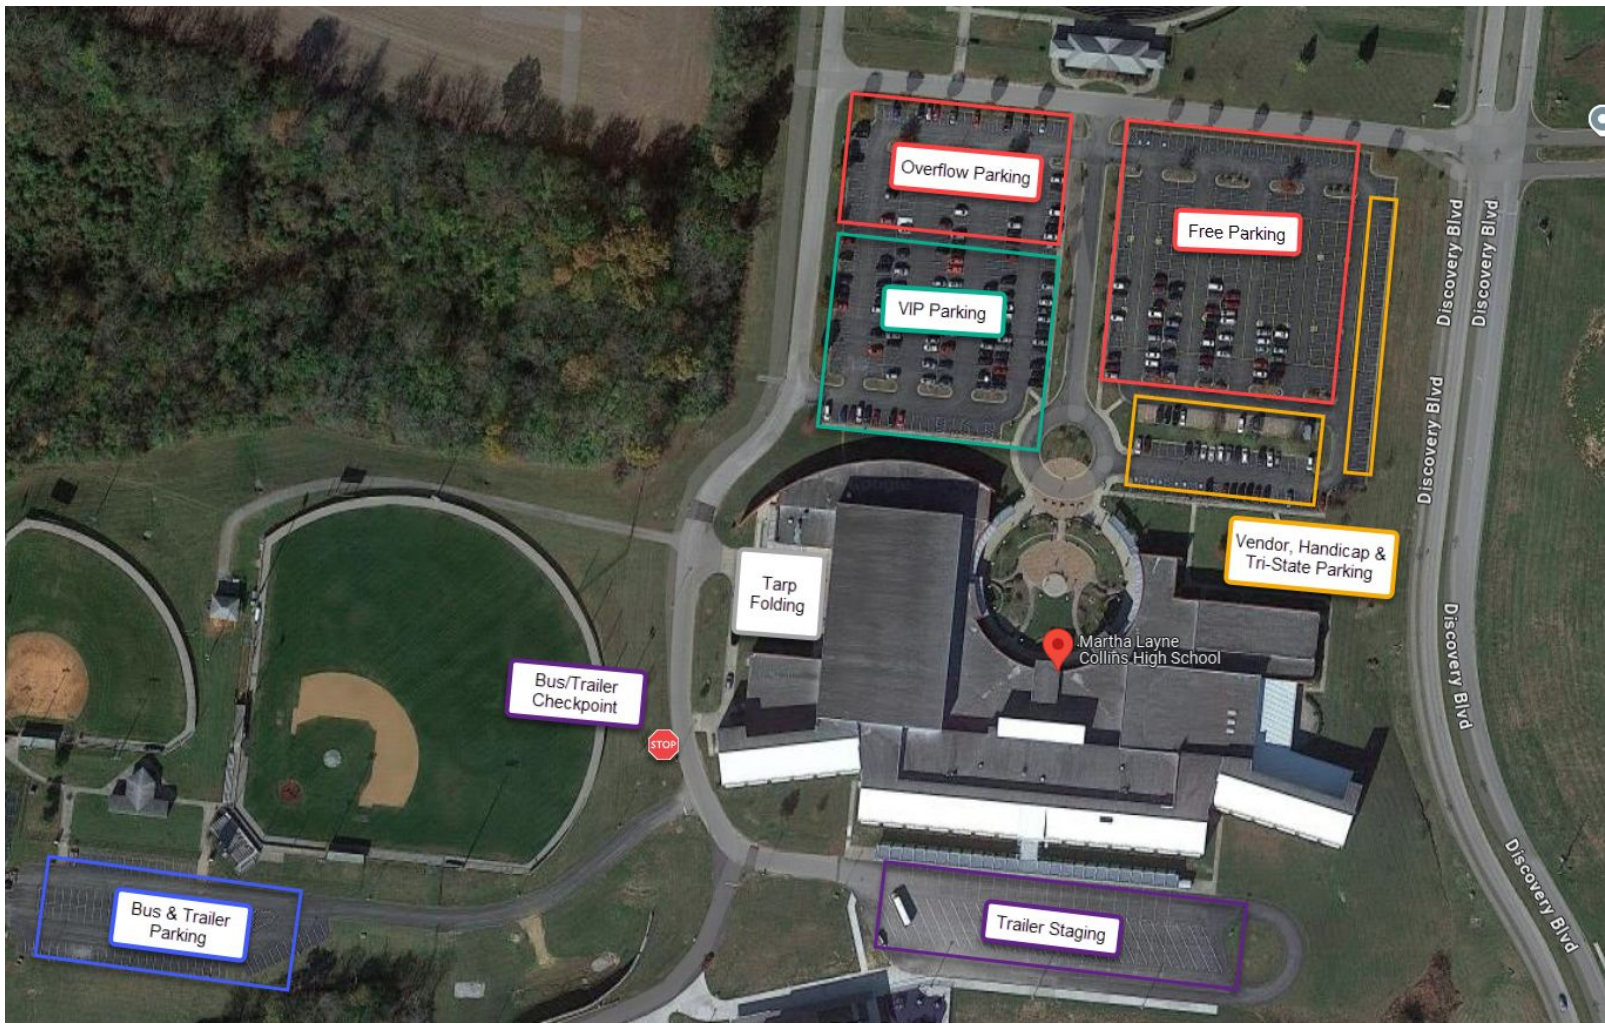 Overflow Parking
Free Parking
VIP Parking
Discovery Blvd
Discovery Blvd
Discovery Blvd
Vendor, Handicap &
Tri-State Parking
Tarp
Folding
Martha Layne
Collins High School
Discovery Blvd
Bus/Trailer
Checkpoint
STOP
Discovery Blvd
Bus & Trailer
Parking
Trailer Staging